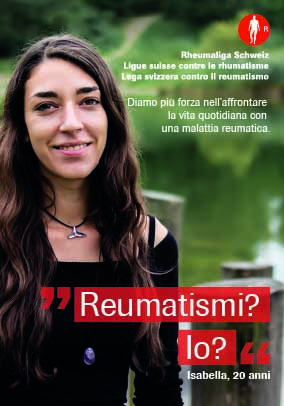 R
Rheumaliga Schweiz
Ligue suisse contre le rhumatisme
Lega svizzera contro il reumatismo
Diamo più forza nell'affrontare
la vita quotidiana con
una malattia reumatica.
"Reumatismi?
Io?"
Isabella, 20 anni